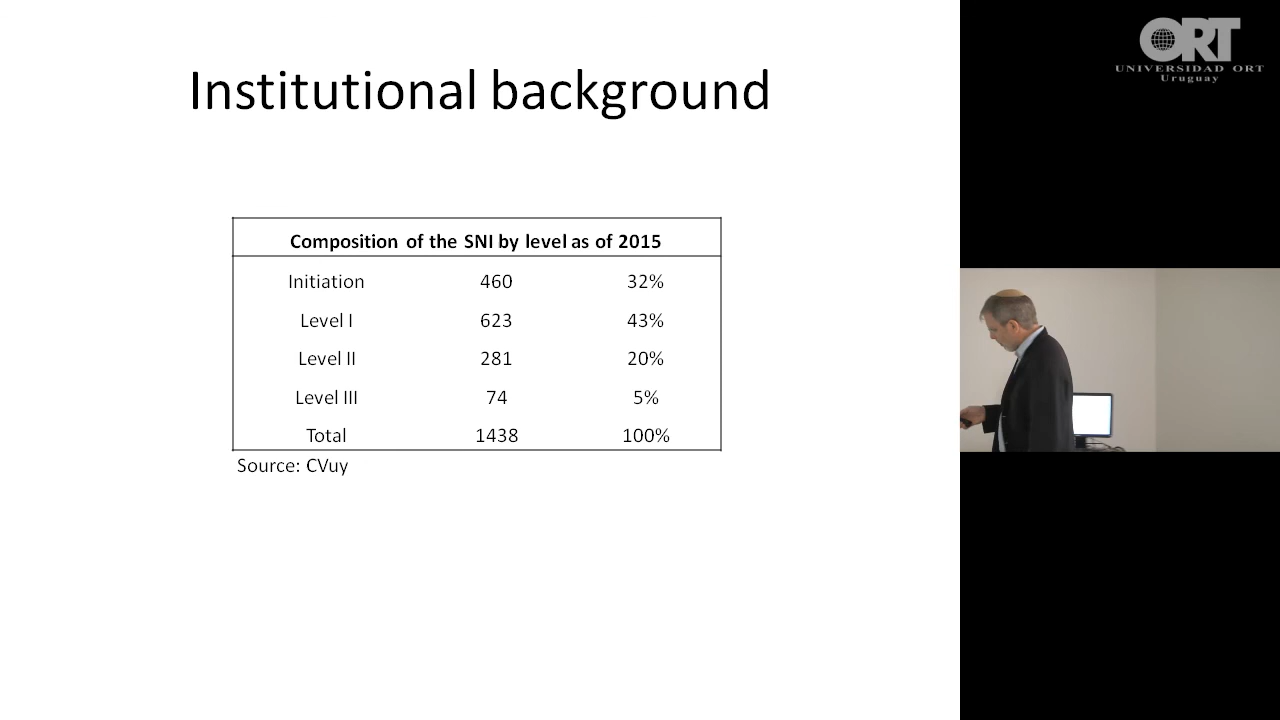 Institutional background
Composition of the SNI by level as of 2015
Initiation 460 32%
Level I 623 43%
Level II 281 20%
Level III 74 5%
Total 1438 100%
Source: CVuy
ORT
UNIVERSIDAD ORT
Uruguay